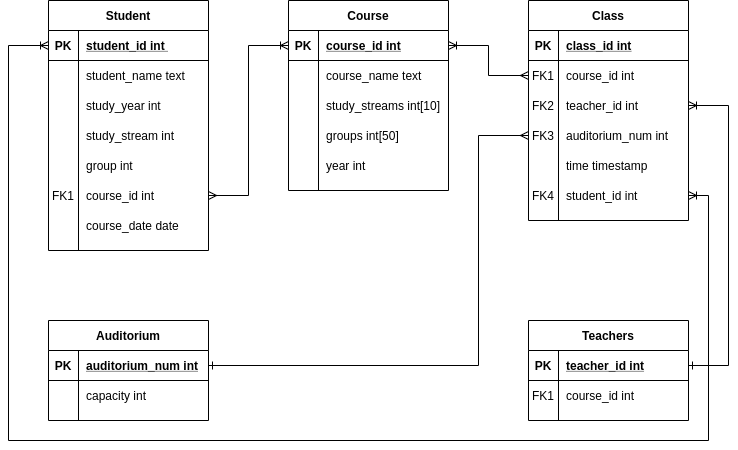 Student
PK student_id int
student_name text
study_year int
study_stream int
group int
FK1 course_id int
course_date date
Course
PK course_id int
course_name text
study_streams int[10]
groups int[50]
year int
Class
PK class_id int
FK1 course_id int
FK2 teacher_id int
FK3 auditorium_num int
time timestamp
FK4 student_id int
Auditorium
PK auditorium_num int
capacity int
Teachers
PK teacher_id int
FK1 course_id int